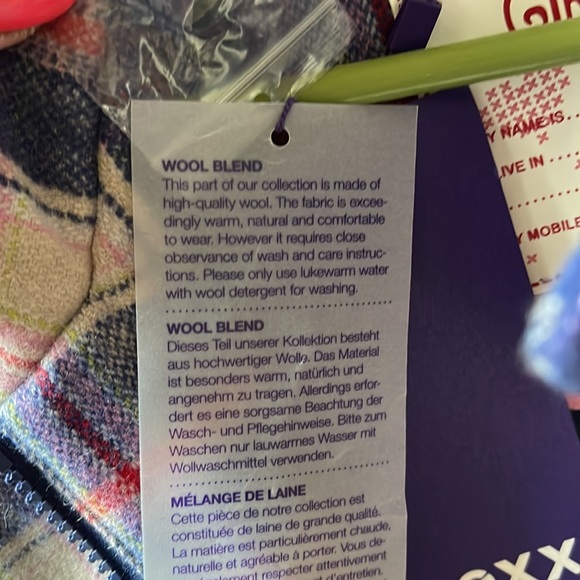 WOOL BLEND
This part of our collection is made of
high-quality wool. The fabric is excee-
dingly warm, natural and comfortable
to wear. However it requires close
observance of wash and care instruc-
tions. Please only use lukewarm water
with wool detergent for washing.
WOOL BLEND
Dieses Teil unserer Kollektion besteht
aus hochwertiger Wolle. Das Material
ist besonders warm, natürlich und
angenehm zu tragen. Allerdings erfor-
dert es eine sorgsame Beachtung der
Wasch- und Pflegehinweise. Bitte zum
Waschen nur lauwarmes Wasser mit
Wollwaschmittel verwenden.
MÉLANGE DE LAINE
Cette pièce de notre collection est
constituée de laine de grande qualité.
La matière est particulièrement chaude,
naturelle et agréable à porter. Vous de-
respecter attentivement
d'entretien.
Y NAME IS
IVE IN
Y MOBILE